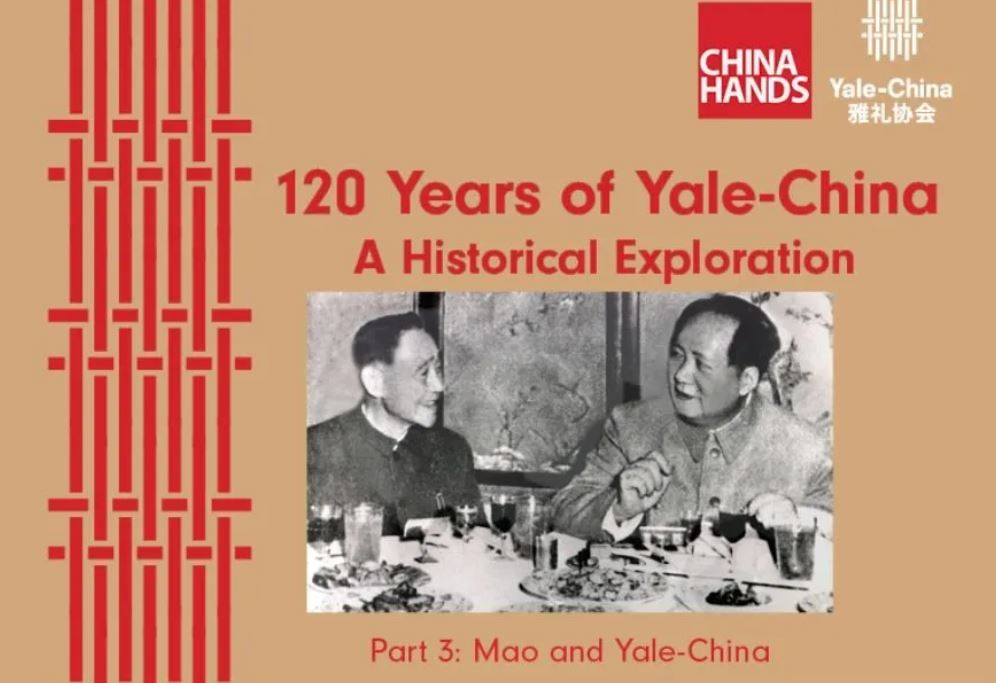 CHINA
HANDS
Yale-China
雅礼协会
120 Years of Yale-China
A Historical Exploration
Part 3: Mao and Yale-China